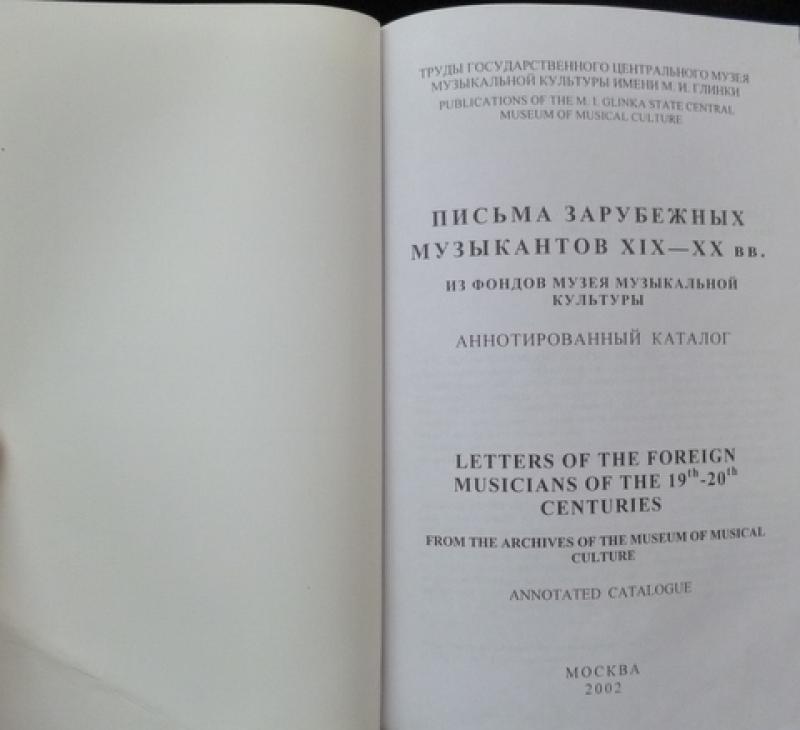 ТРУДЫ ГОСУДАРСТВЕННОГО ЦЕНТРАЛЬНОГО МУЗЕЯ
МУЗЫКАЛЬНОЙ КУЛЬТУРЫ ИМЕНИ М. И. ГЛИНКИ
PUBLICATIONS OF THE M. I. GLINKA STATE CENTRAL
MUSEUM OF MUSICAL CULTURE
ПИСЬМА ЗАРУБЕЖНЫХ
МУЗЫКАНТОВ XIX—XX вв.
ИЗ ФОНДОВ МУЗЕЯ МУЗЫКАЛЬНОЙ
КУЛЬТУРЫ
АННОТИРОВАННЫЙ КАТАЛОГ
LETTERS OF THE FOREIGN
MUSICIANS OF THE 19th-20th
CENTURIES
FROM THE ARCHIVES OF THE MUSEUM OF MUSICAL
CULTURE
ANNOTATED CATALOGUE
МОСКВА
2002